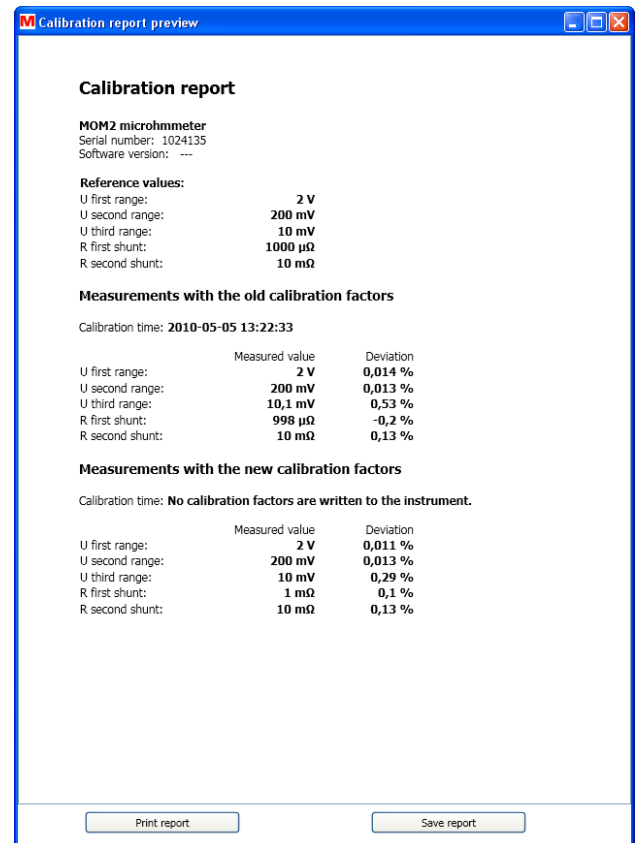 M Calibration report preview
Calibration report
MOM2 microhmmeter
Serial number: 1024135
Software version: ---
Reference values:
U first range: 2 V
U second range: 200 mV
U third range: 10 mV
R first shunt: 1000 µΩ
R second shunt: 10 mΩ
Measurements with the old calibration factors
Calibration time: 2010-05-05 13:22:33
Measured value Deviation
U first range: 2 V 0,014 %
U second range: 200 mV 0,013 %
U third range: 10,1 mV 0,53 %
R first shunt: 998 µΩ -0,2 %
R second shunt: 10 mΩ 0,13 %
Measurements with the new calibration factors
Calibration time: No calibration factors are written to the instrument.
Measured value Deviation
U first range: 2 V 0,011 %
U second range: 200 mV 0,013 %
U third range: 10 mV 0,29 %
R first shunt: 1 mΩ 0,1 %
R second shunt: 10 mΩ 0,13 %
Print report Save report